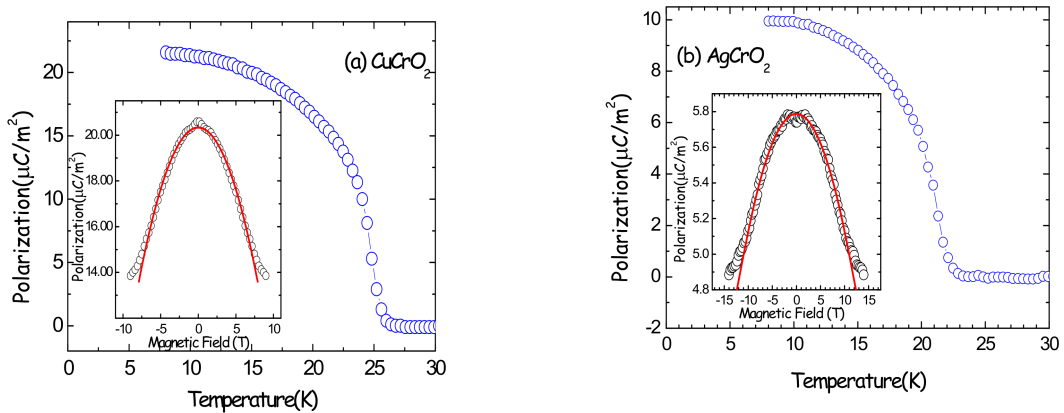 (a) CuCrO2
Polarization(μC/m2)
20
15
10
5
0
0 5 10 15 20 25 30
Temperature(K)
Polarization(μC/m2)
20.00
18.00
16.00
14.00
-10 -5 0 5 10
Magnetic Field (T)
(b) AgCrO2
Polarization(μC/m2)
10
8
6
4
2
0
-2
0 5 10 15 20 25 30
Temperature(K)
Polarization(μC/m2)
5.8
5.6
5.4
5.2
5.0
4.8
-15 -10 -5 0 5 10 15
Magnetic Field (T)